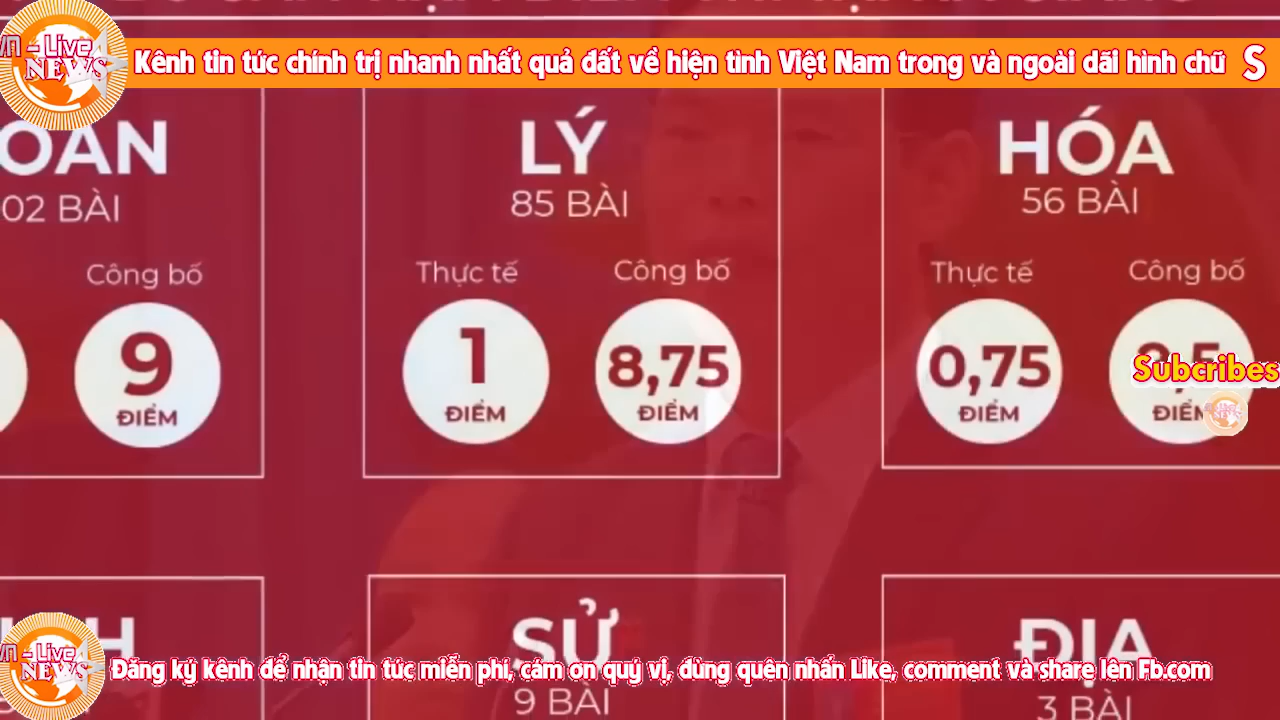 VN - Live
NEWS
Kênh tin tức chính trị nhanh nhất quả đất về hiện tình Việt Nam trong và ngoài dãi hình chữ S
OÁN
LÝ
HÓA
02 BÀI
85 BÀI
56 BÀI
Công bố
Thực tế
Công bố
Thực tế
Công bố
9
ĐIỂM
1
ĐIỂM
8,75
ĐIỂM
0,75
ĐIỂM
ĐIỂM
Subcribes
SỬ
ĐỊA
VN - Live
NEWS
Đăng ký kênh để nhận tin tức miễn phí, cám ơn quý vị, đừng quên nhấn Like, comment và share lên Fb.com
9 BÀI
3 BÀI